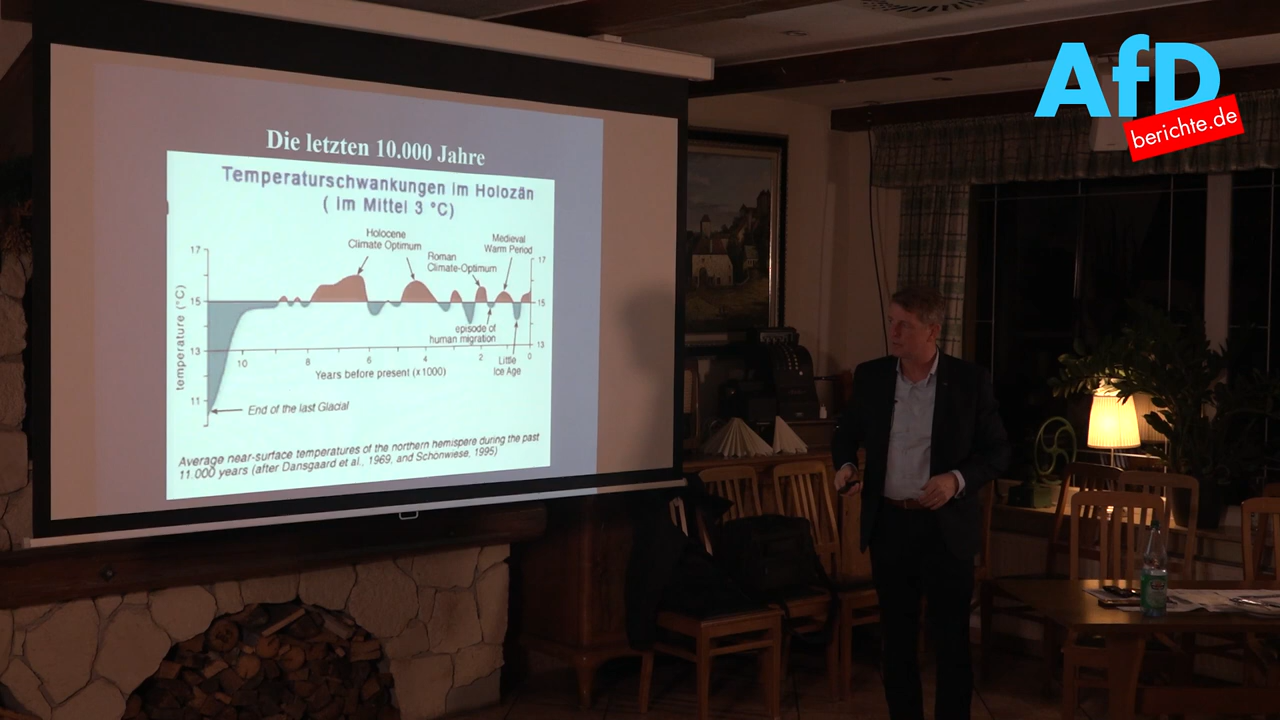 AfD
berichte.de
Die letzten 10.000 Jahre
Temperaturschwankungen im Holozän
( im Mittel 3 °C)
Holocene
Climate Optimum
Roman
Climate-Optimum
Medieval
Warm Period
17
15
13
11
temperature (°C)
17
15
13
episode of
human migration
Little
Ice Age
10
8
6
4
2
0
Years before present (x1000)
End of the last Glacial
Average near-surface temperatures of the northern hemispere during the past
11.000 years (after Dansgaard et al., 1969, and Schönwiese, 1995)